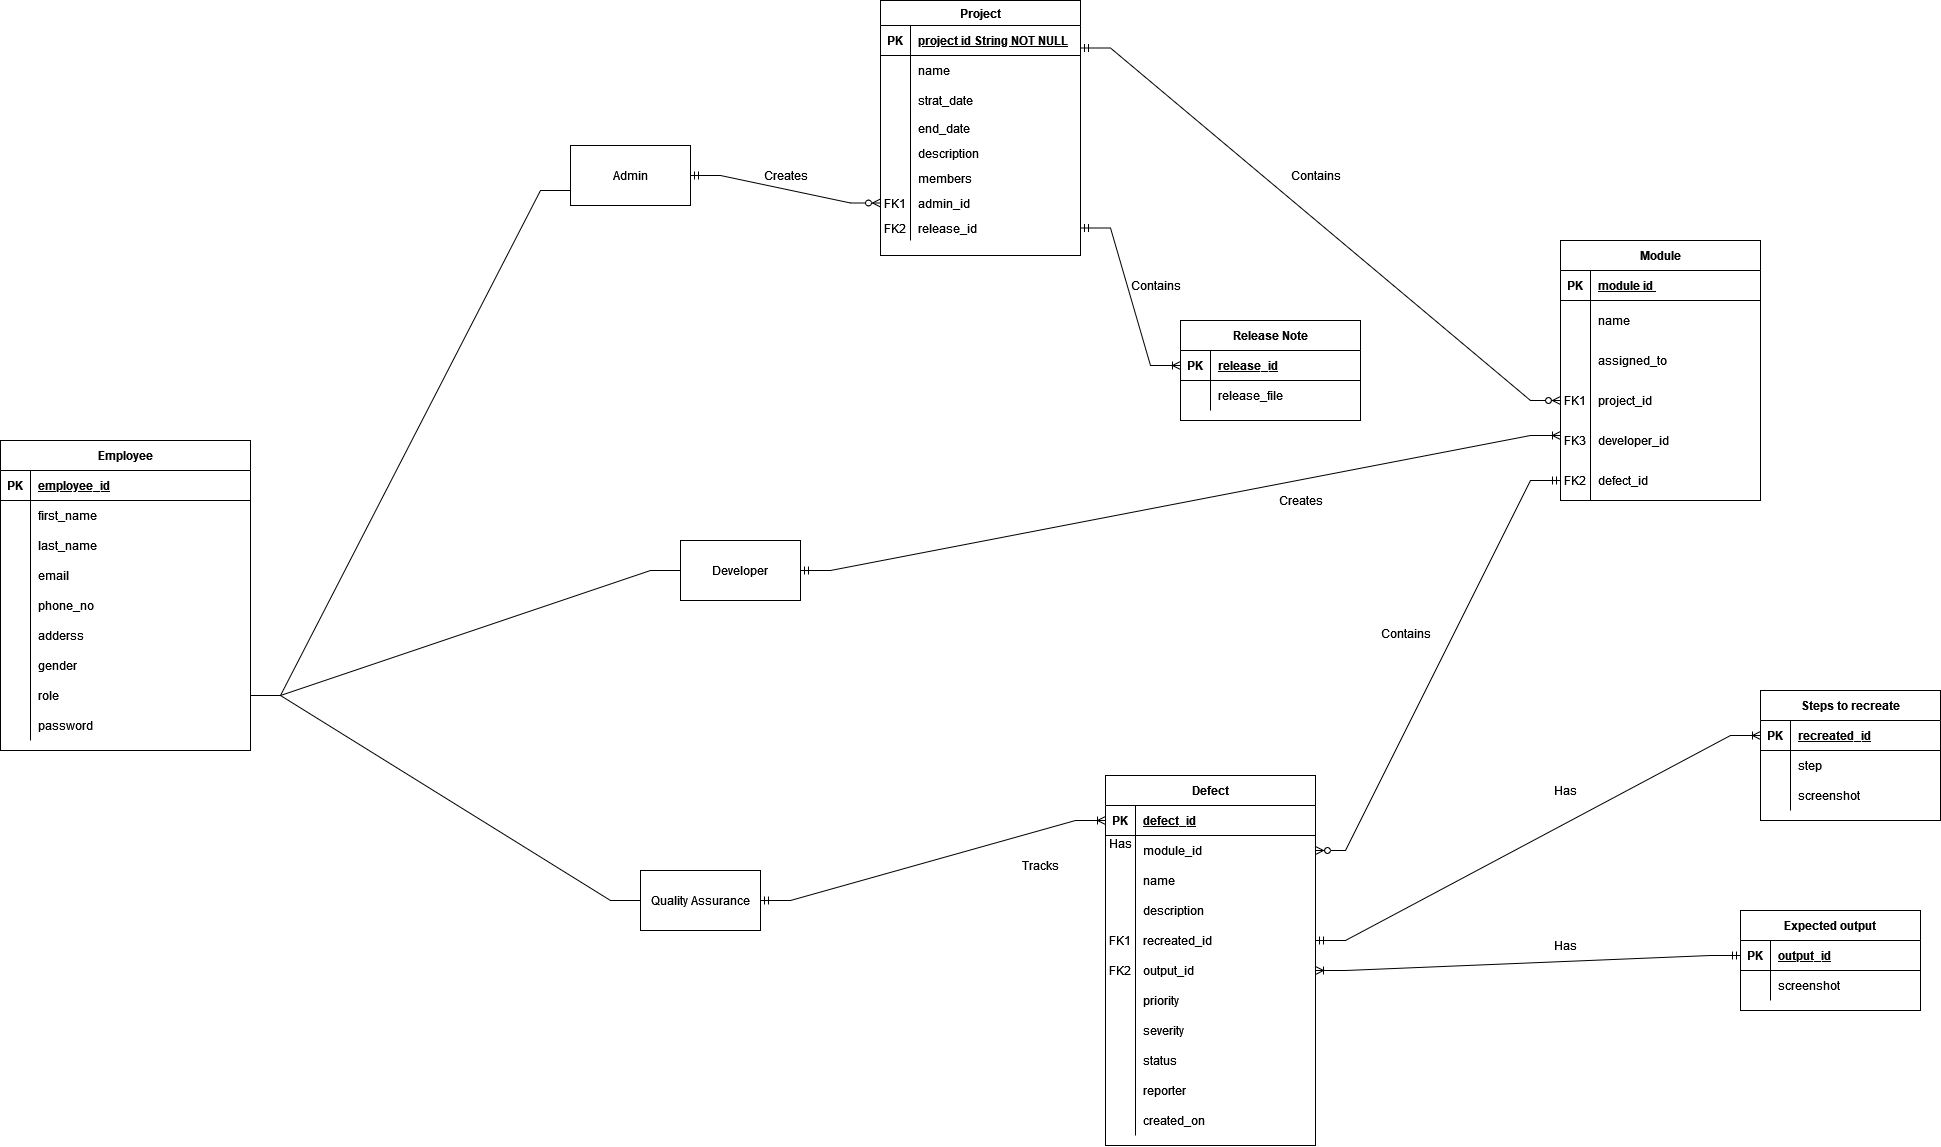 Project
PK project id String NOT NULL
name
strat_date
end_date
description
members
FK1 admin_id
FK2 release_id
Admin
Creates
Contains
Contains
Module
PK module id
name
assigned_to
FK1 project_id
FK3 developer_id
FK2 defect_id
Release Note
PK release_id
release_file
Employee
PK employee_id
first_name
last_name
email
phone_no
adderss
gender
role
password
Creates
Developer
Contains
Steps to recreate
PK recreated_id
step
screenshot
Has
Defect
PK defect_id
Has
module_id
name
description
FK1 recreated_id
FK2 output_id
priority
severity
status
reporter
created_on
Tracks
Quality Assurance
Has
Expected output
PK output_id
screenshot